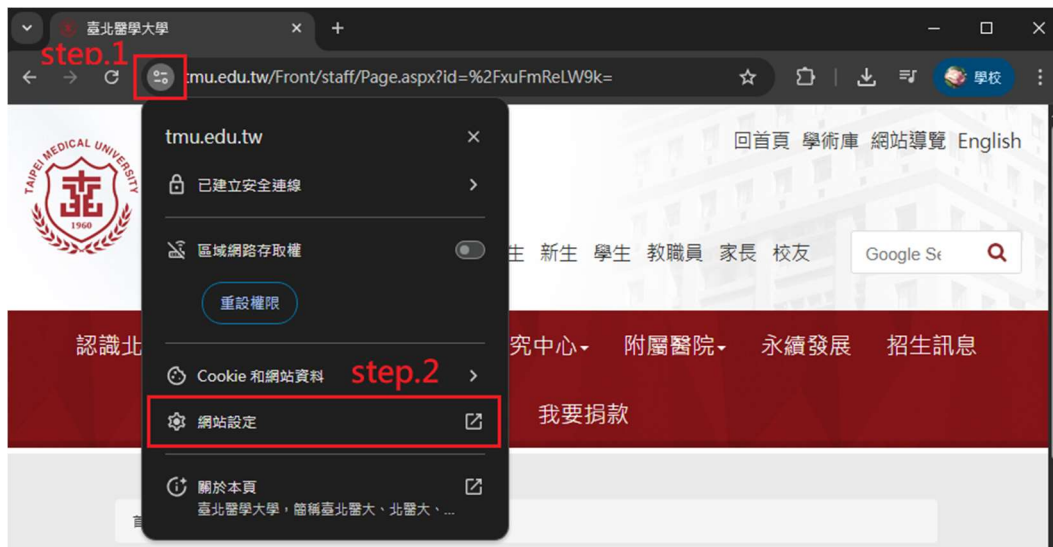 臺北醫學大學
step.1
tmu.edu.tw/Front/staff/Page.aspx?id=%2FxuFmReLW9k=
學校
TAIPEI MEDICAL UNIVERSITY
1960
tmu.edu.tw
回首頁 學術庫 網站導覽 English
已建立安全連線
區域網路存取權
生 新生 學生 教職員 家長 校友
Google Se
重設權限
認識北
究中心
附屬醫院
永續發展
招生訊息
Cookie 和網站資料
step.2
網站設定
我要捐款
關於本頁
臺北醫學大學，簡稱臺北醫大、北醫大、...